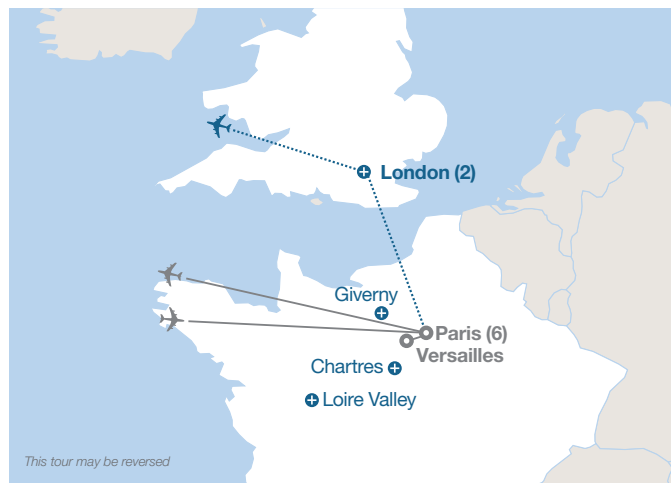 London (2)
Giverny
Paris (6)
Versailles
Chartres
Loire Valley
This tour may be reversed